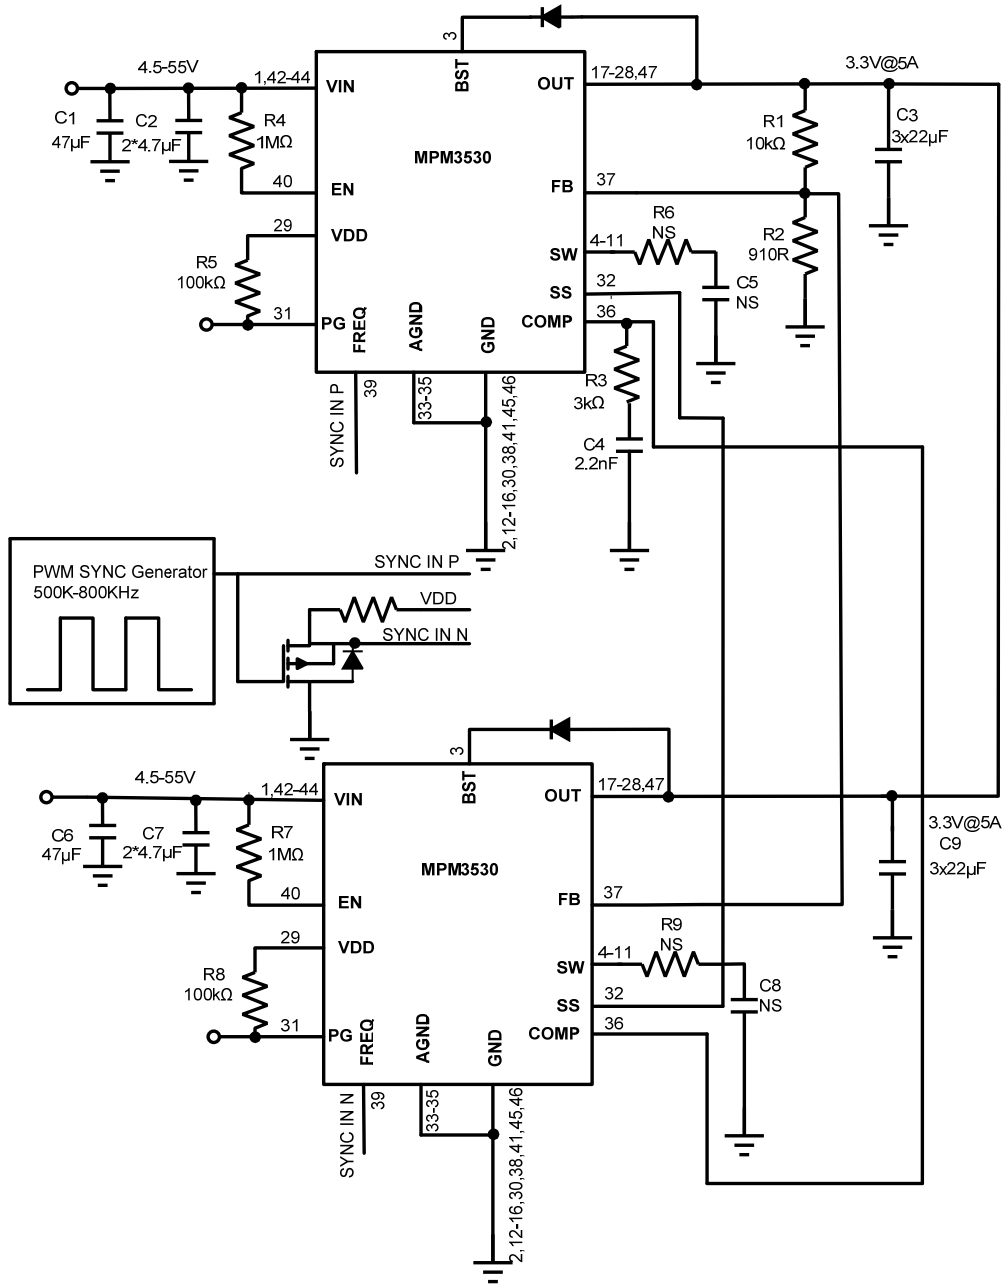 3
4.5-55V
1,42-44
VIN
BST
OUT
17-28,47
3.3V@5A
C1
47µF
C2
2*4.7µF
R4
1MΩ
MPM3530
R1
10kΩ
C3
3x22µF
40
EN
FB
37
29
VDD
R6
NS
4-11
SW
R2
910R
R5
100kΩ
SS
32
C5
NS
31
PG
FREQ
AGND
GND
COMP
36
SYNC IN P
39
33-35
2,12-16,30,38,41,45,46
R3
3kΩ
C4
2.2nF
PWM SYNC Generator
500K-800KHz
SYNC IN P
VDD
SYNC IN N
3
4.5-55V
1,42-44
VIN
BST
OUT
17-28,47
3.3V@5A
C6
47µF
C7
2*4.7µF
R7
1MΩ
MPM3530
C9
3x22µF
40
EN
FB
37
29
VDD
R9
NS
4-11
SW
R8
100kΩ
SS
32
C8
NS
31
PG
FREQ
AGND
GND
COMP
36
SYNC IN N
39
33-35
2,12-16,30,38,41,45,46